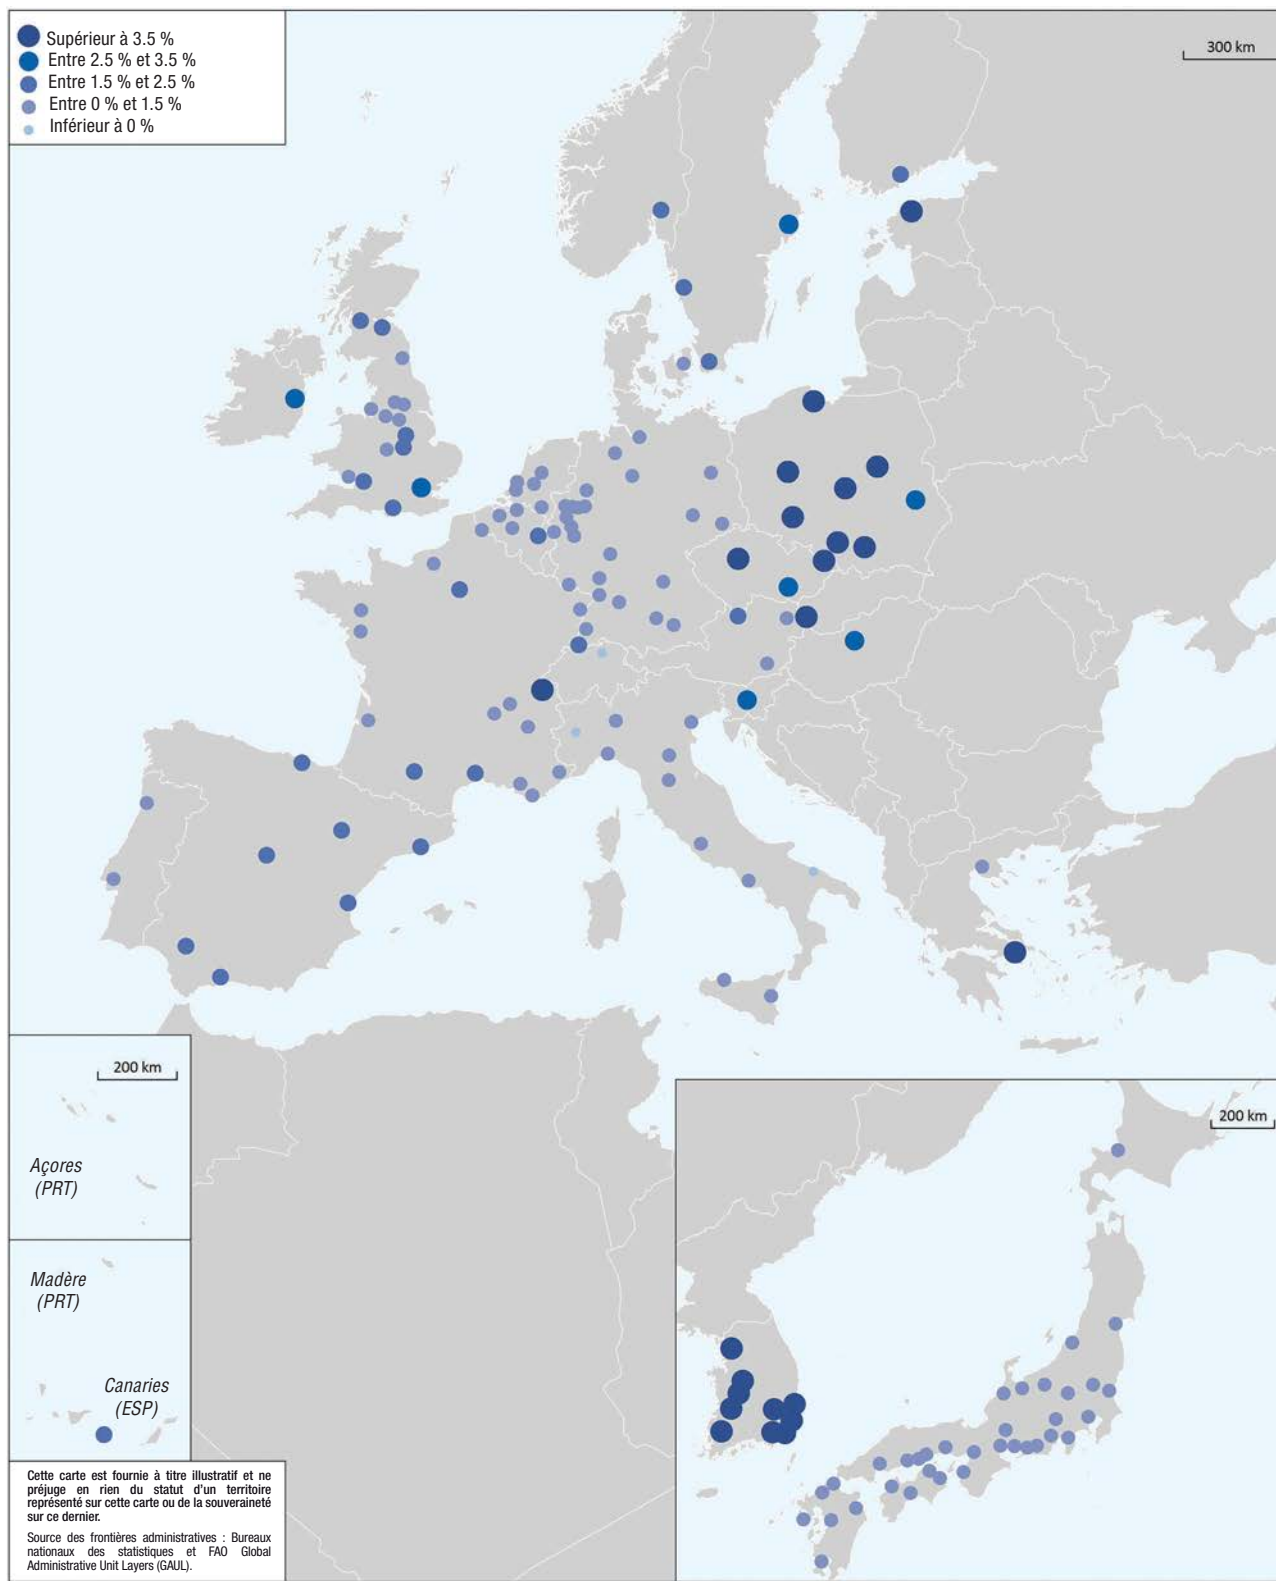 Supérieur à 3.5 %
Entre 2.5 % et 3.5 %
Entre 1.5 % et 2.5 %
Entre 0 % et 1.5 %
Inférieur à 0 %
300 km
200 km
Açores
(PRT)
Madère
(PRT)
Canaries
(ESP)
200 km
Cette carte est fournie à titre illustratif et ne
préjuge en rien du statut d'un territoire
représenté sur cette carte ou de la souveraineté
sur ce dernier.
Source des frontières administratives : Bureaux
nationaux des statistiques et FAO Global
Administrative Unit Layers (GAUL).